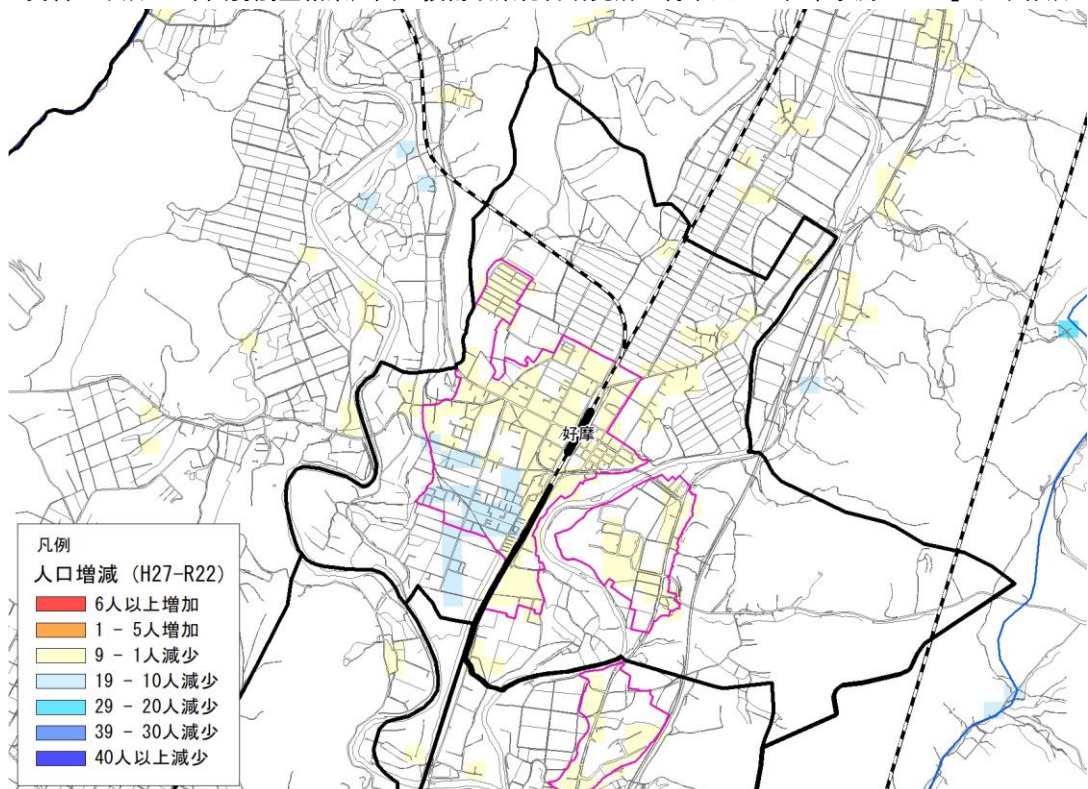 好摩
凡例
人口増減 (H27-R22)
6人以上増加
1 - 5人増加
9 - 1人減少
19 - 10人減少
29 - 20人減少
39 - 30人減少
40人以上減少